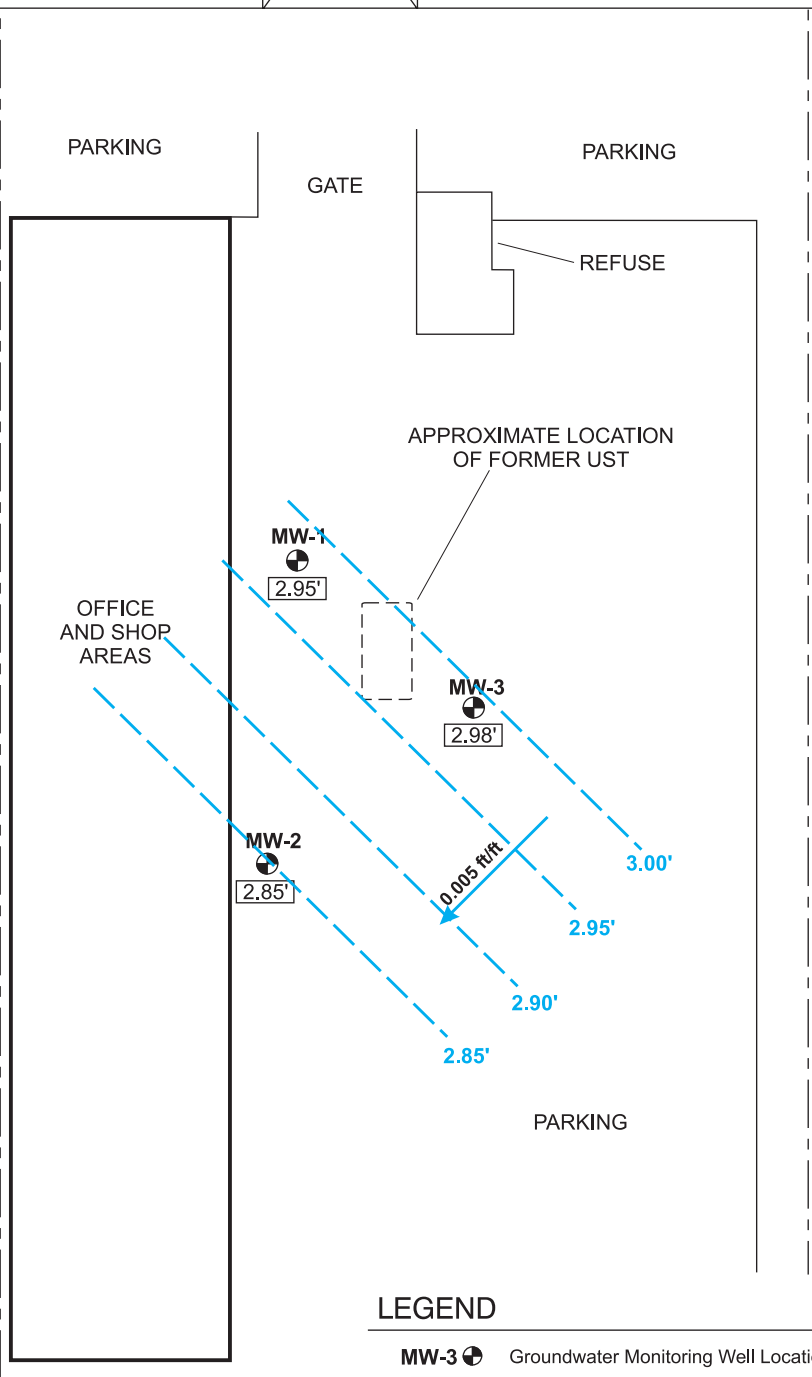 PARKING
PARKING
GATE
REFUSE
APPROXIMATE LOCATION
OF FORMER UST
MW-1
2.95'
OFFICE
AND SHOP
AREAS
MW-3
2.98'
MW-2
2.85'
0.005 ft/ft
3.00'
2.95'
2.90'
2.85'
PARKING
LEGEND
MW-3 Groundwater Monitoring Well Locati